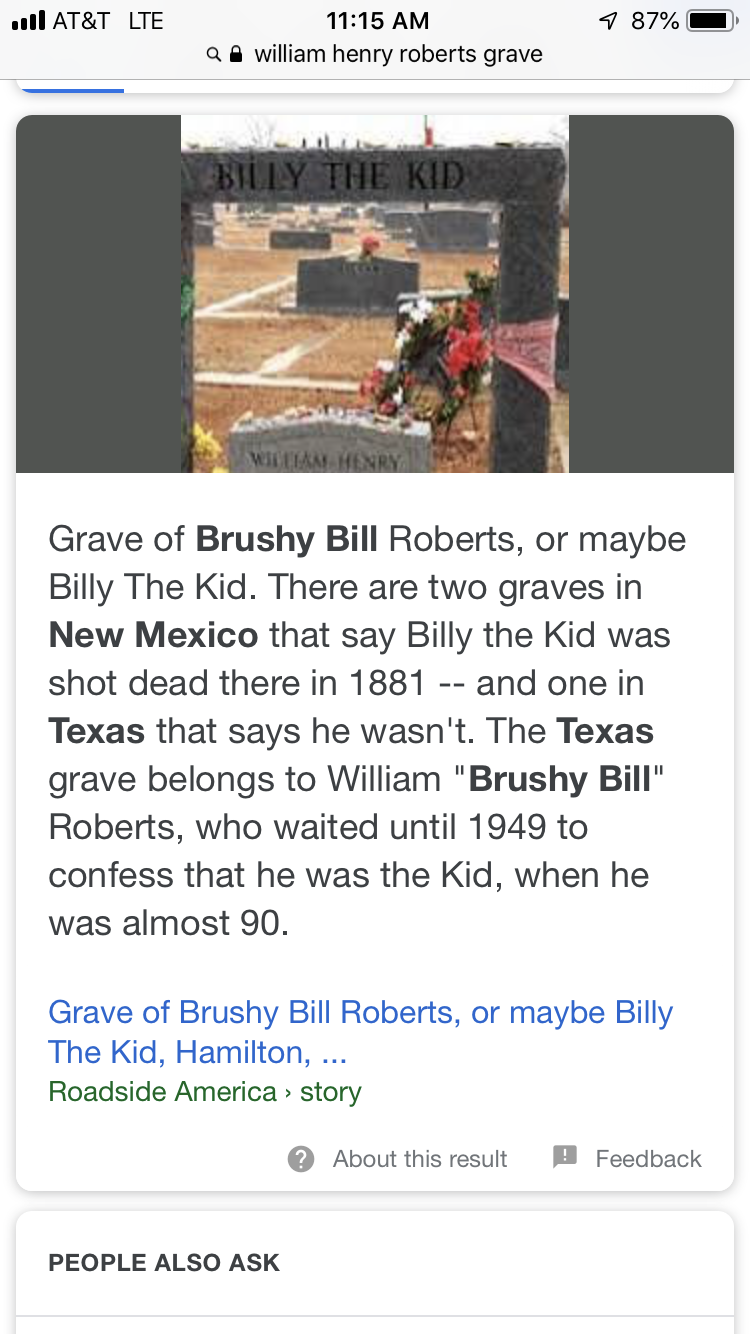 AT&T LTE 11:15 AM 87%
william henry roberts grave
BILLY THE KID
WILLIAM HENRY
Grave of Brushy Bill Roberts, or maybe
Billy The Kid. There are two graves in
New Mexico that say Billy the Kid was
shot dead there in 1881 -- and one in
Texas that says he wasn't. The Texas
grave belongs to William "Brushy Bill"
Roberts, who waited until 1949 to
confess that he was the Kid, when he
was almost 90.
Grave of Brushy Bill Roberts, or maybe Billy
The Kid, Hamilton, ...
Roadside America › story
? About this result ! Feedback
PEOPLE ALSO ASK